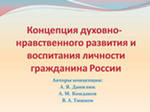 Концепция духовно-
нравственного развития и
воспитания личности
гражданина России
Авторы концепции:
А. Я. Данилюк
А. М. Кондаков
В. А. Тишков